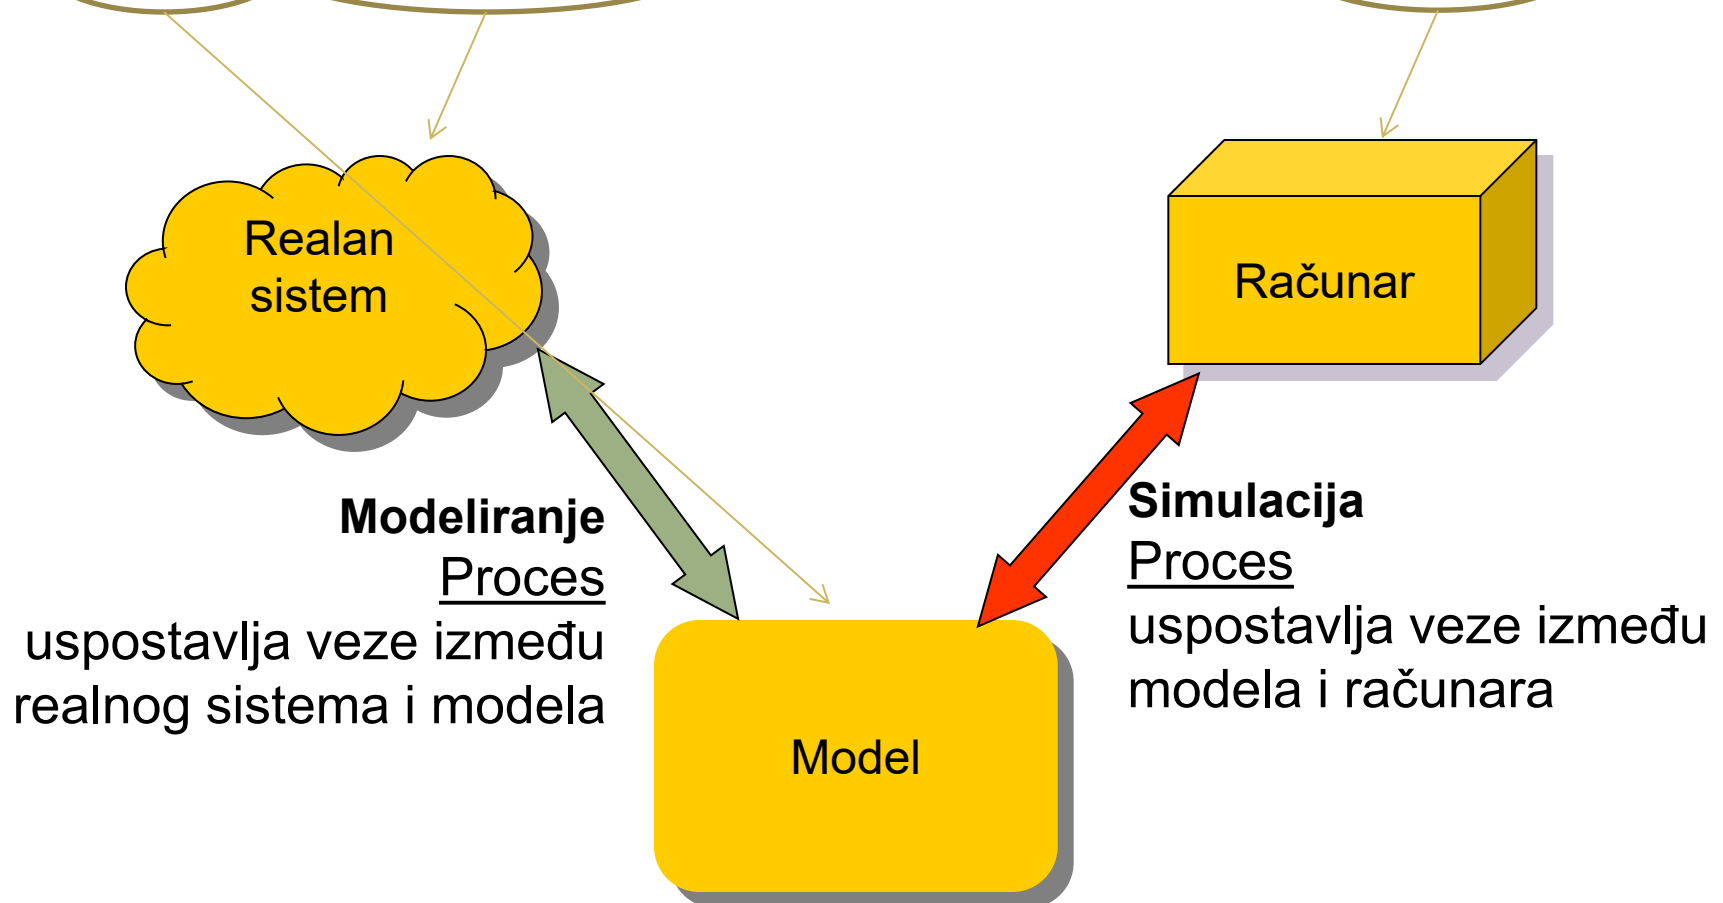 Realan
sistem
Računar
Modeliranje
Proces
uspostavlja veze između
realnog sistema i modela
Simulacija
Proces
uspostavlja veze između
modela i računara
Model